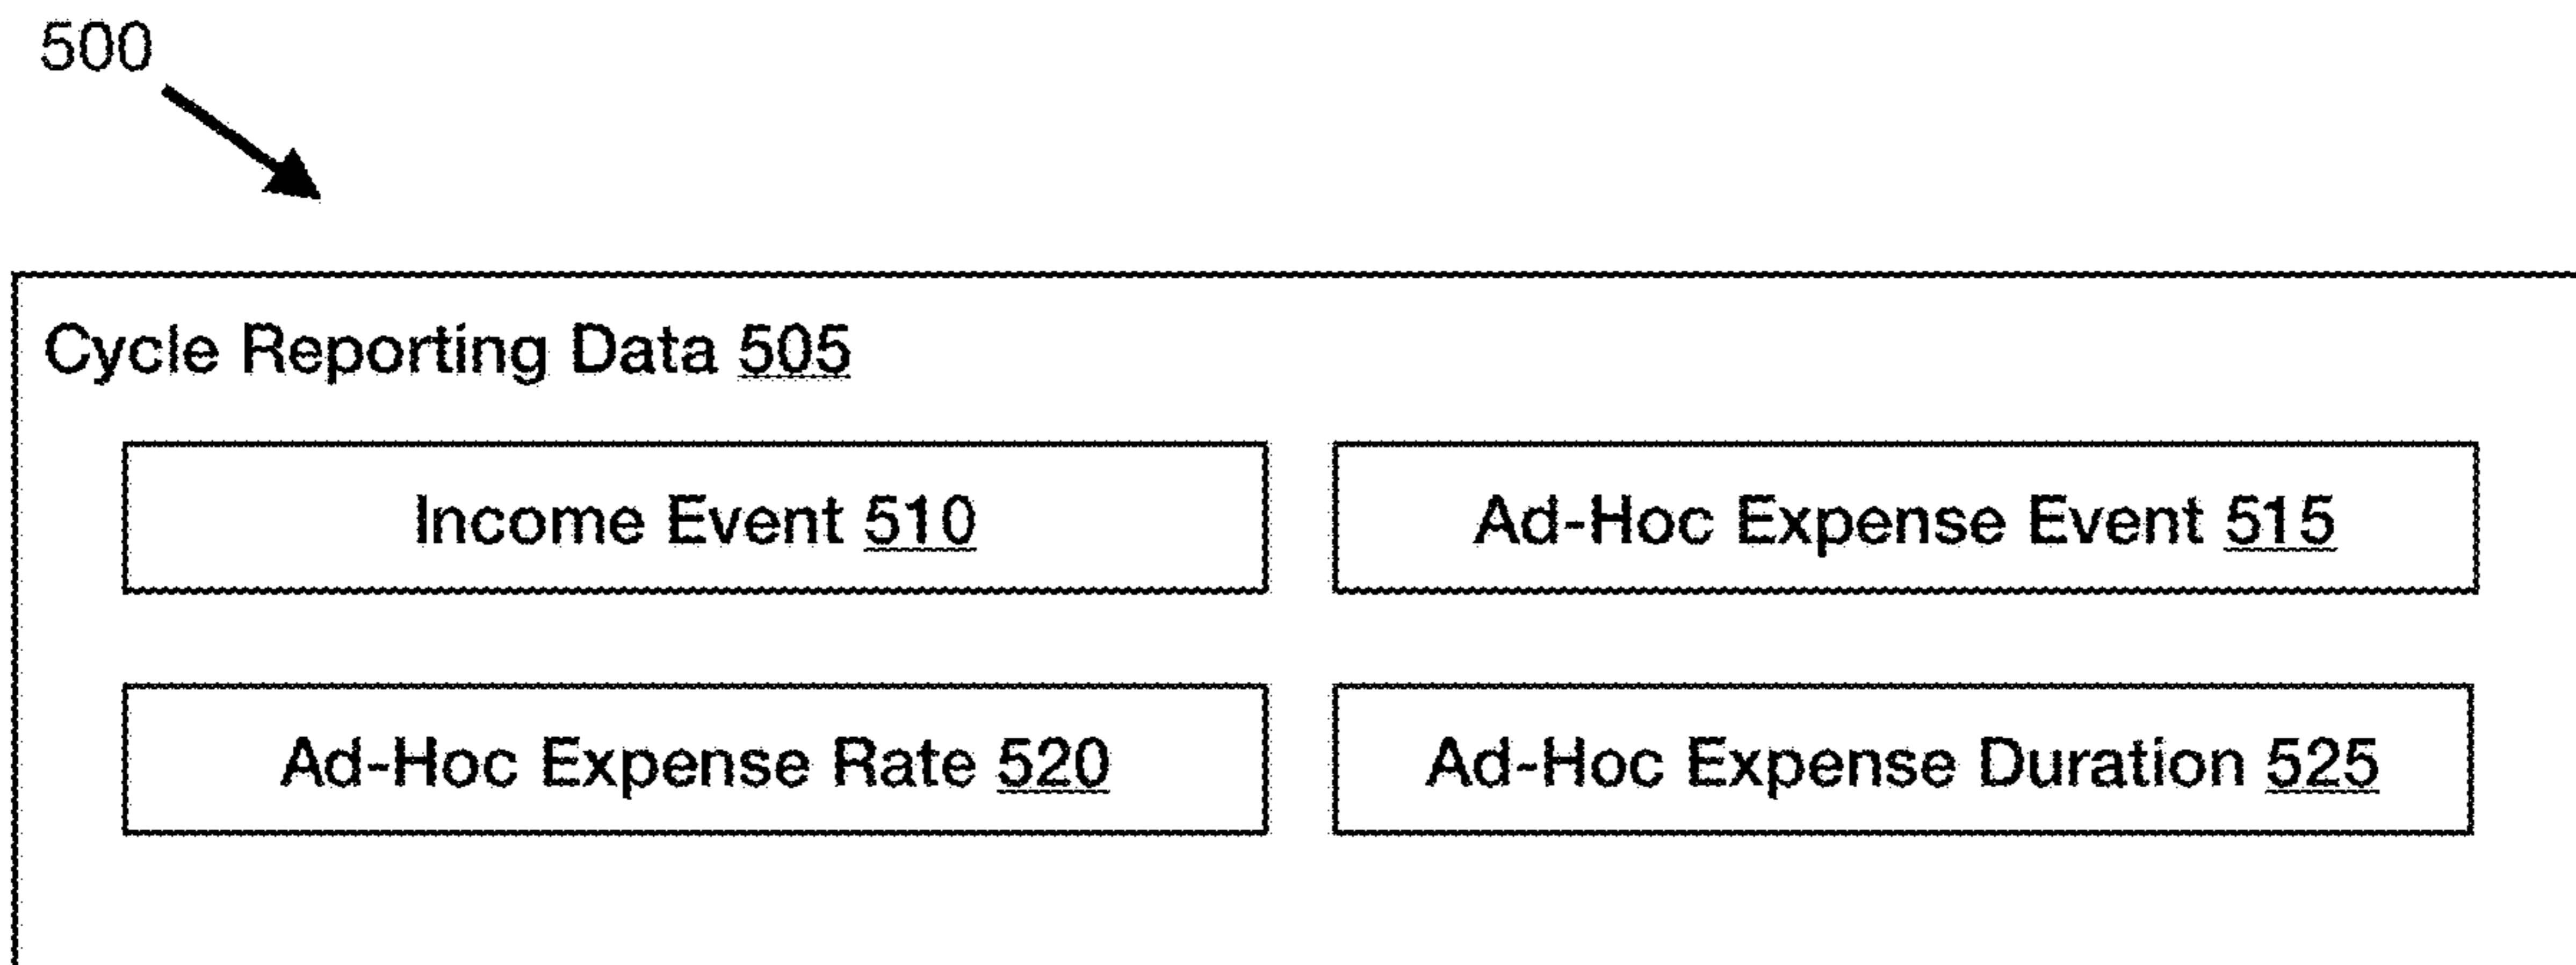 500
Cycle Reporting Data 505
Income Event 510
Ad-Hoc Expense Event 515
Ad-Hoc Expense Rate 520
Ad-Hoc Expense Duration 525